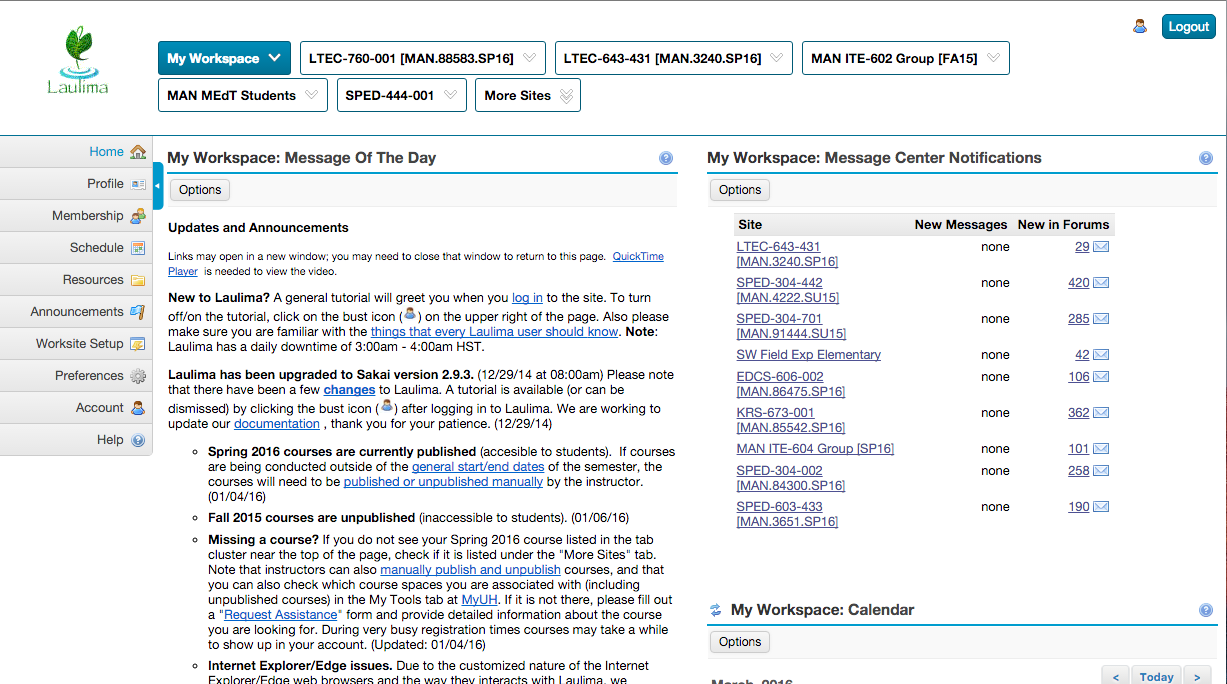 Logout
Laulima
My Workspace
LTEC-760-001 [MAN.88583.SP16]
LTEC-643-431 [MAN.3240.SP16]
MAN ITE-602 Group [FA15]
MAN MEdT Students
SPED-444-001
More Sites
Home
Profile
Membership
Schedule
Resources
Announcements
Worksite Setup
Preferences
Account
Help
My Workspace: Message Of The Day
Options
Updates and Announcements
Links may open in a new window; you may need to close that window to return to this page. QuickTime
Player is needed to view the video.
New to Laulima? A general tutorial will greet you when you log in to the site. To turn
off/on the tutorial, click on the bust icon ( ) on the upper right of the page. Also please
make sure you are familiar with the things that every Laulima user should know. Note:
Laulima has a daily downtime of 3:00am - 4:00am HST.
Laulima has been upgraded to Sakai version 2.9.3. (12/29/14 at 08:00am) Please note
that there have been a few changes to Laulima. A tutorial is available (or can be
dismissed) by clicking the bust icon ( ) after logging in to Laulima. We are working to
update our documentation , thank you for your patience. (12/29/14)
Spring 2016 courses are currently published (accesible to students). If courses
are being conducted outside of the general start/end dates of the semester, the
courses will need to be published or unpublished manually by the instructor.
(01/04/16)
Fall 2015 courses are unpublished (inaccessible to students). (01/06/16)
Missing a course? If you do not see your Spring 2016 course listed in the tab
cluster near the top of the page, check if it is listed under the "More Sites" tab.
Note that instructors can also manually publish and unpublish courses, and that
you can also check which course spaces you are associated with (including
unpublished courses) in the My Tools tab at MyUH. If it is not there, please fill out
a "Request Assistance" form and provide detailed information about the course
you are looking for. During very busy registration times courses may take a while
to show up in your account. (Updated: 01/04/16)
Internet Explorer/Edge issues. Due to the customized nature of the Internet
Explorer/Edge web browsers and the way they interacts with Laulima, we
My Workspace: Message Center Notifications
Options
Site New Messages New in Forums
LTEC-643-431 none 29
[MAN.3240.SP16]
SPED-304-442 none 420
[MAN.4222.SU15]
SPED-304-701 none 285
[MAN.91444.SU15]
SW Field Exp Elementary none 42
EDCS-606-002 none 106
[MAN.86475.SP16]
KRS-673-001 none 362
[MAN.85542.SP16]
MAN ITE-604 Group [SP16] none 101
SPED-304-002 none 258
[MAN.84300.SP16]
SPED-603-433 none 190
[MAN.3651.SP16]
My Workspace: Calendar
Options
March, 2016
< Today >